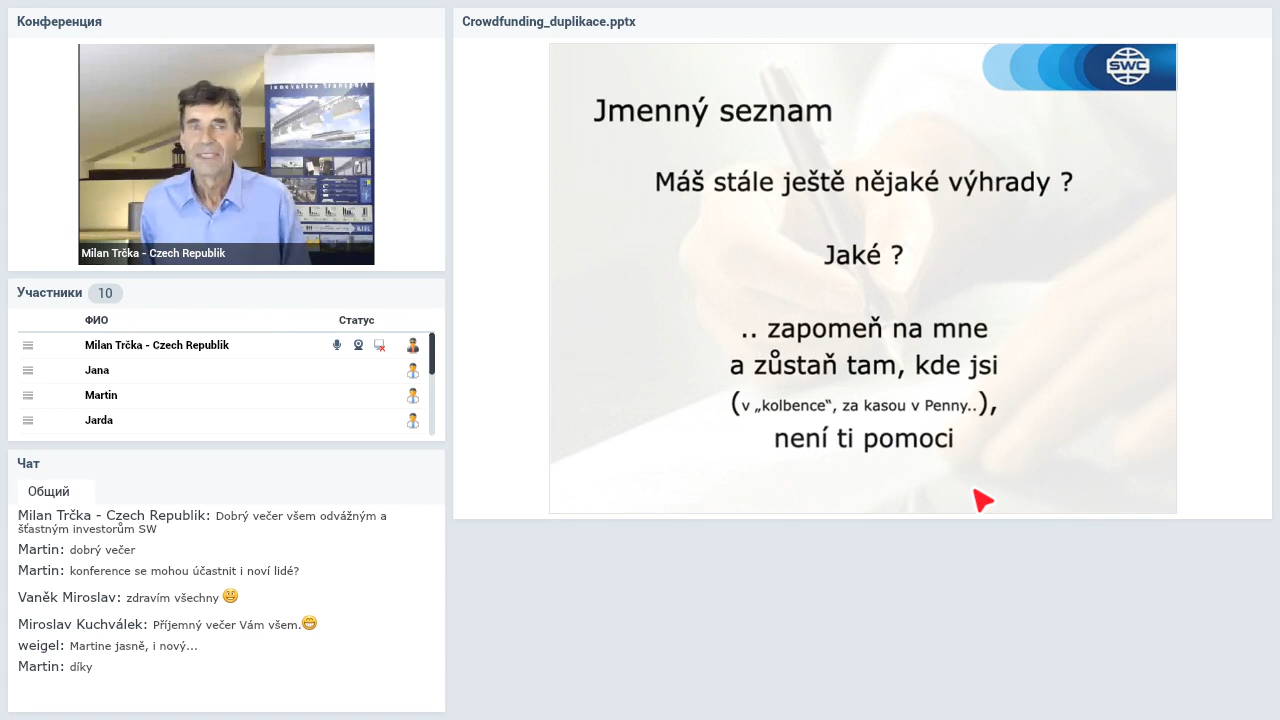 Конференция
innovative transport
Milan Trčka - Czech Republik
Участники 10
ФИО Статус
Milan Trčka - Czech Republik
Jana
Martin
Jarda
Чат
Общий
Milan Trčka - Czech Republik: Dobrý večer všem odvážným a
šťastným investorům SW
Martin: dobrý večer
Martin: konference se mohou účastnit i noví lidé?
Vaněk Miroslav: zdravím všechny
Miroslav Kuchválek: Příjemný večer Vám všem.
weigel: Martine jasně, i nový...
Martin: díky
Crowdfunding_duplikace.pptx
SWC
Jmenný seznam
Máš stále ještě nějaké výhrady ?
Jaké ?
.. zapomeň na mne
a zůstaň tam, kde jsi
(v „kolbence“, za kasou v Penny..),
není ti pomoci